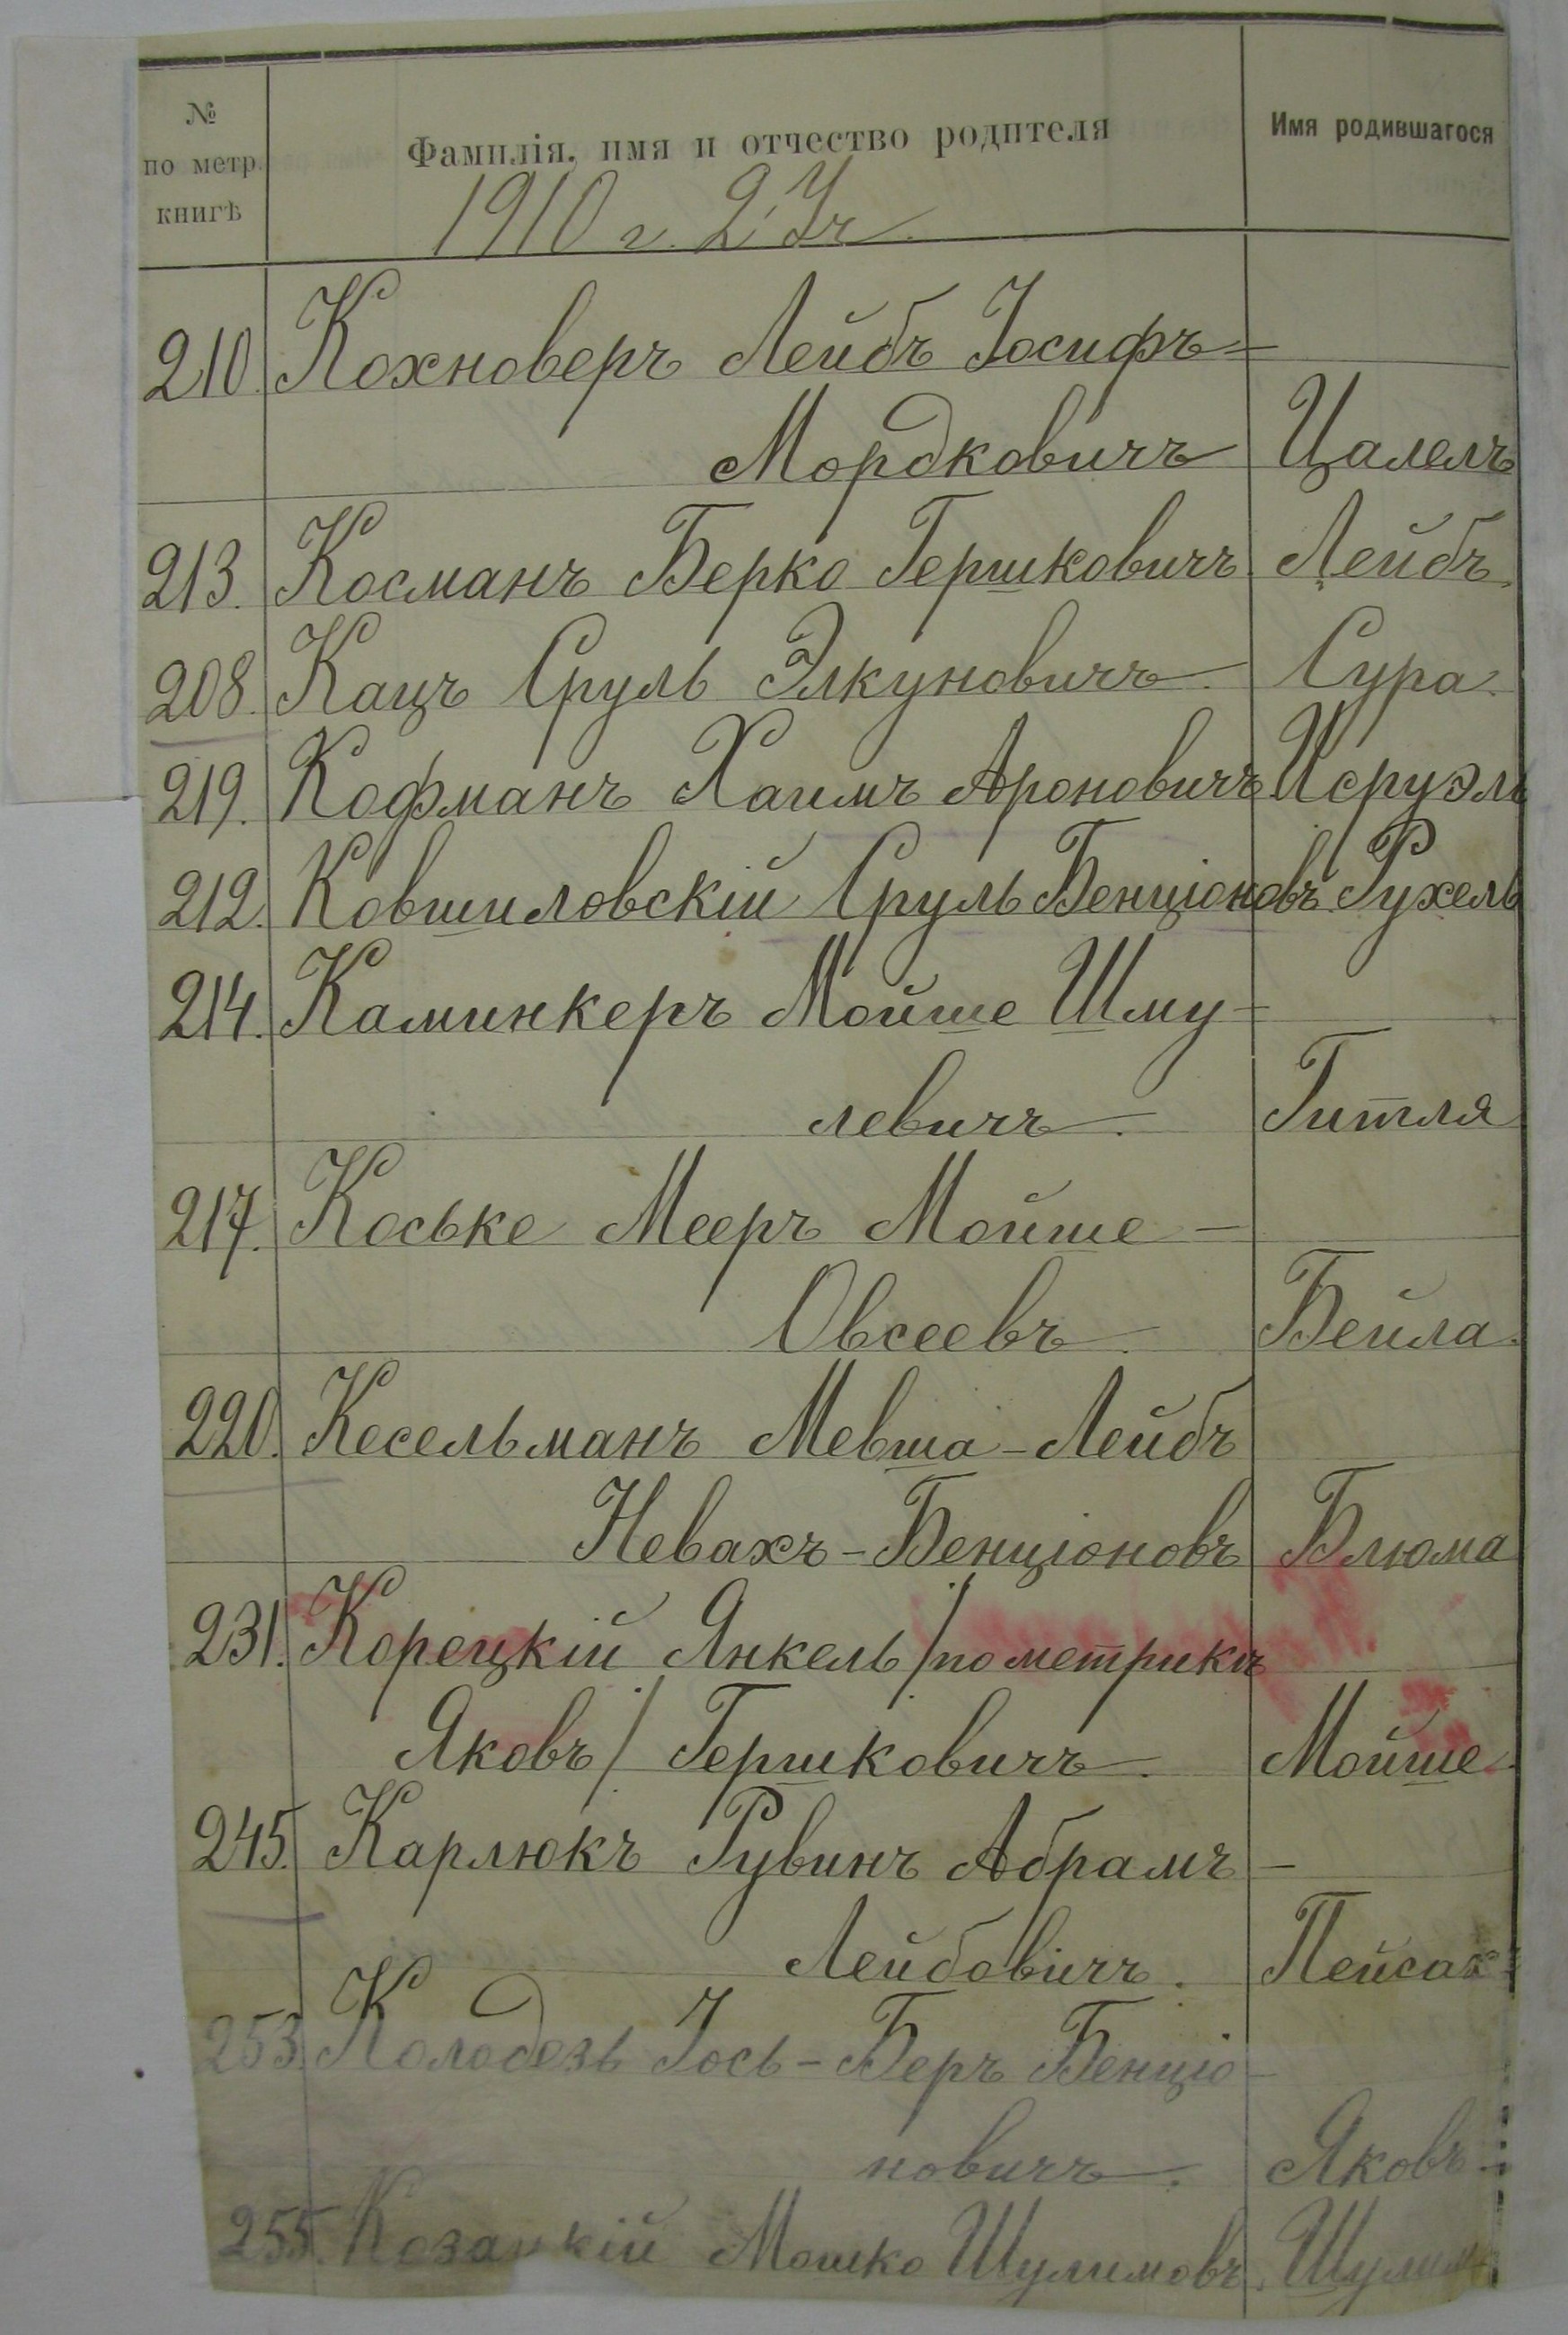 №
по метр.
книгѣ
Фамилія, имя и отчество родителя
Имя родившагося
1910 г. 2 Уч.
210. Кохноверъ Лейбъ Іосифъ-
Мордковичъ Цалелъ
213. Косманъ Берко Гершковичъ Лейбъ.
208. Кацъ Сруль Элкуновичъ. Сура.
219. Кофманъ Хаимъ Ароновичъ Исруэль
212. Ковшиловскій Сруль Бенціоновъ Рухель
214. Каминкеръ Мойше Шму-
левичъ. Гитля
217. Коське Мееръ Мойше-
Овсеевъ. Бейла.
220. Кесельманъ Мевша-Лейбъ
Невахъ-Бенціоновъ Блюма
231. Корецкій Янкель /по метрикѣ
Яковъ/ Гершковичъ. Мойше.
245. Карлюкъ Рувинъ Абрамъ-
Лейбовичъ. Пейсах
253. Колодезь Іось-Беръ Бенціо-
новичъ. Яковъ
255. Козацкій Мошко Шулимовъ. Шулим